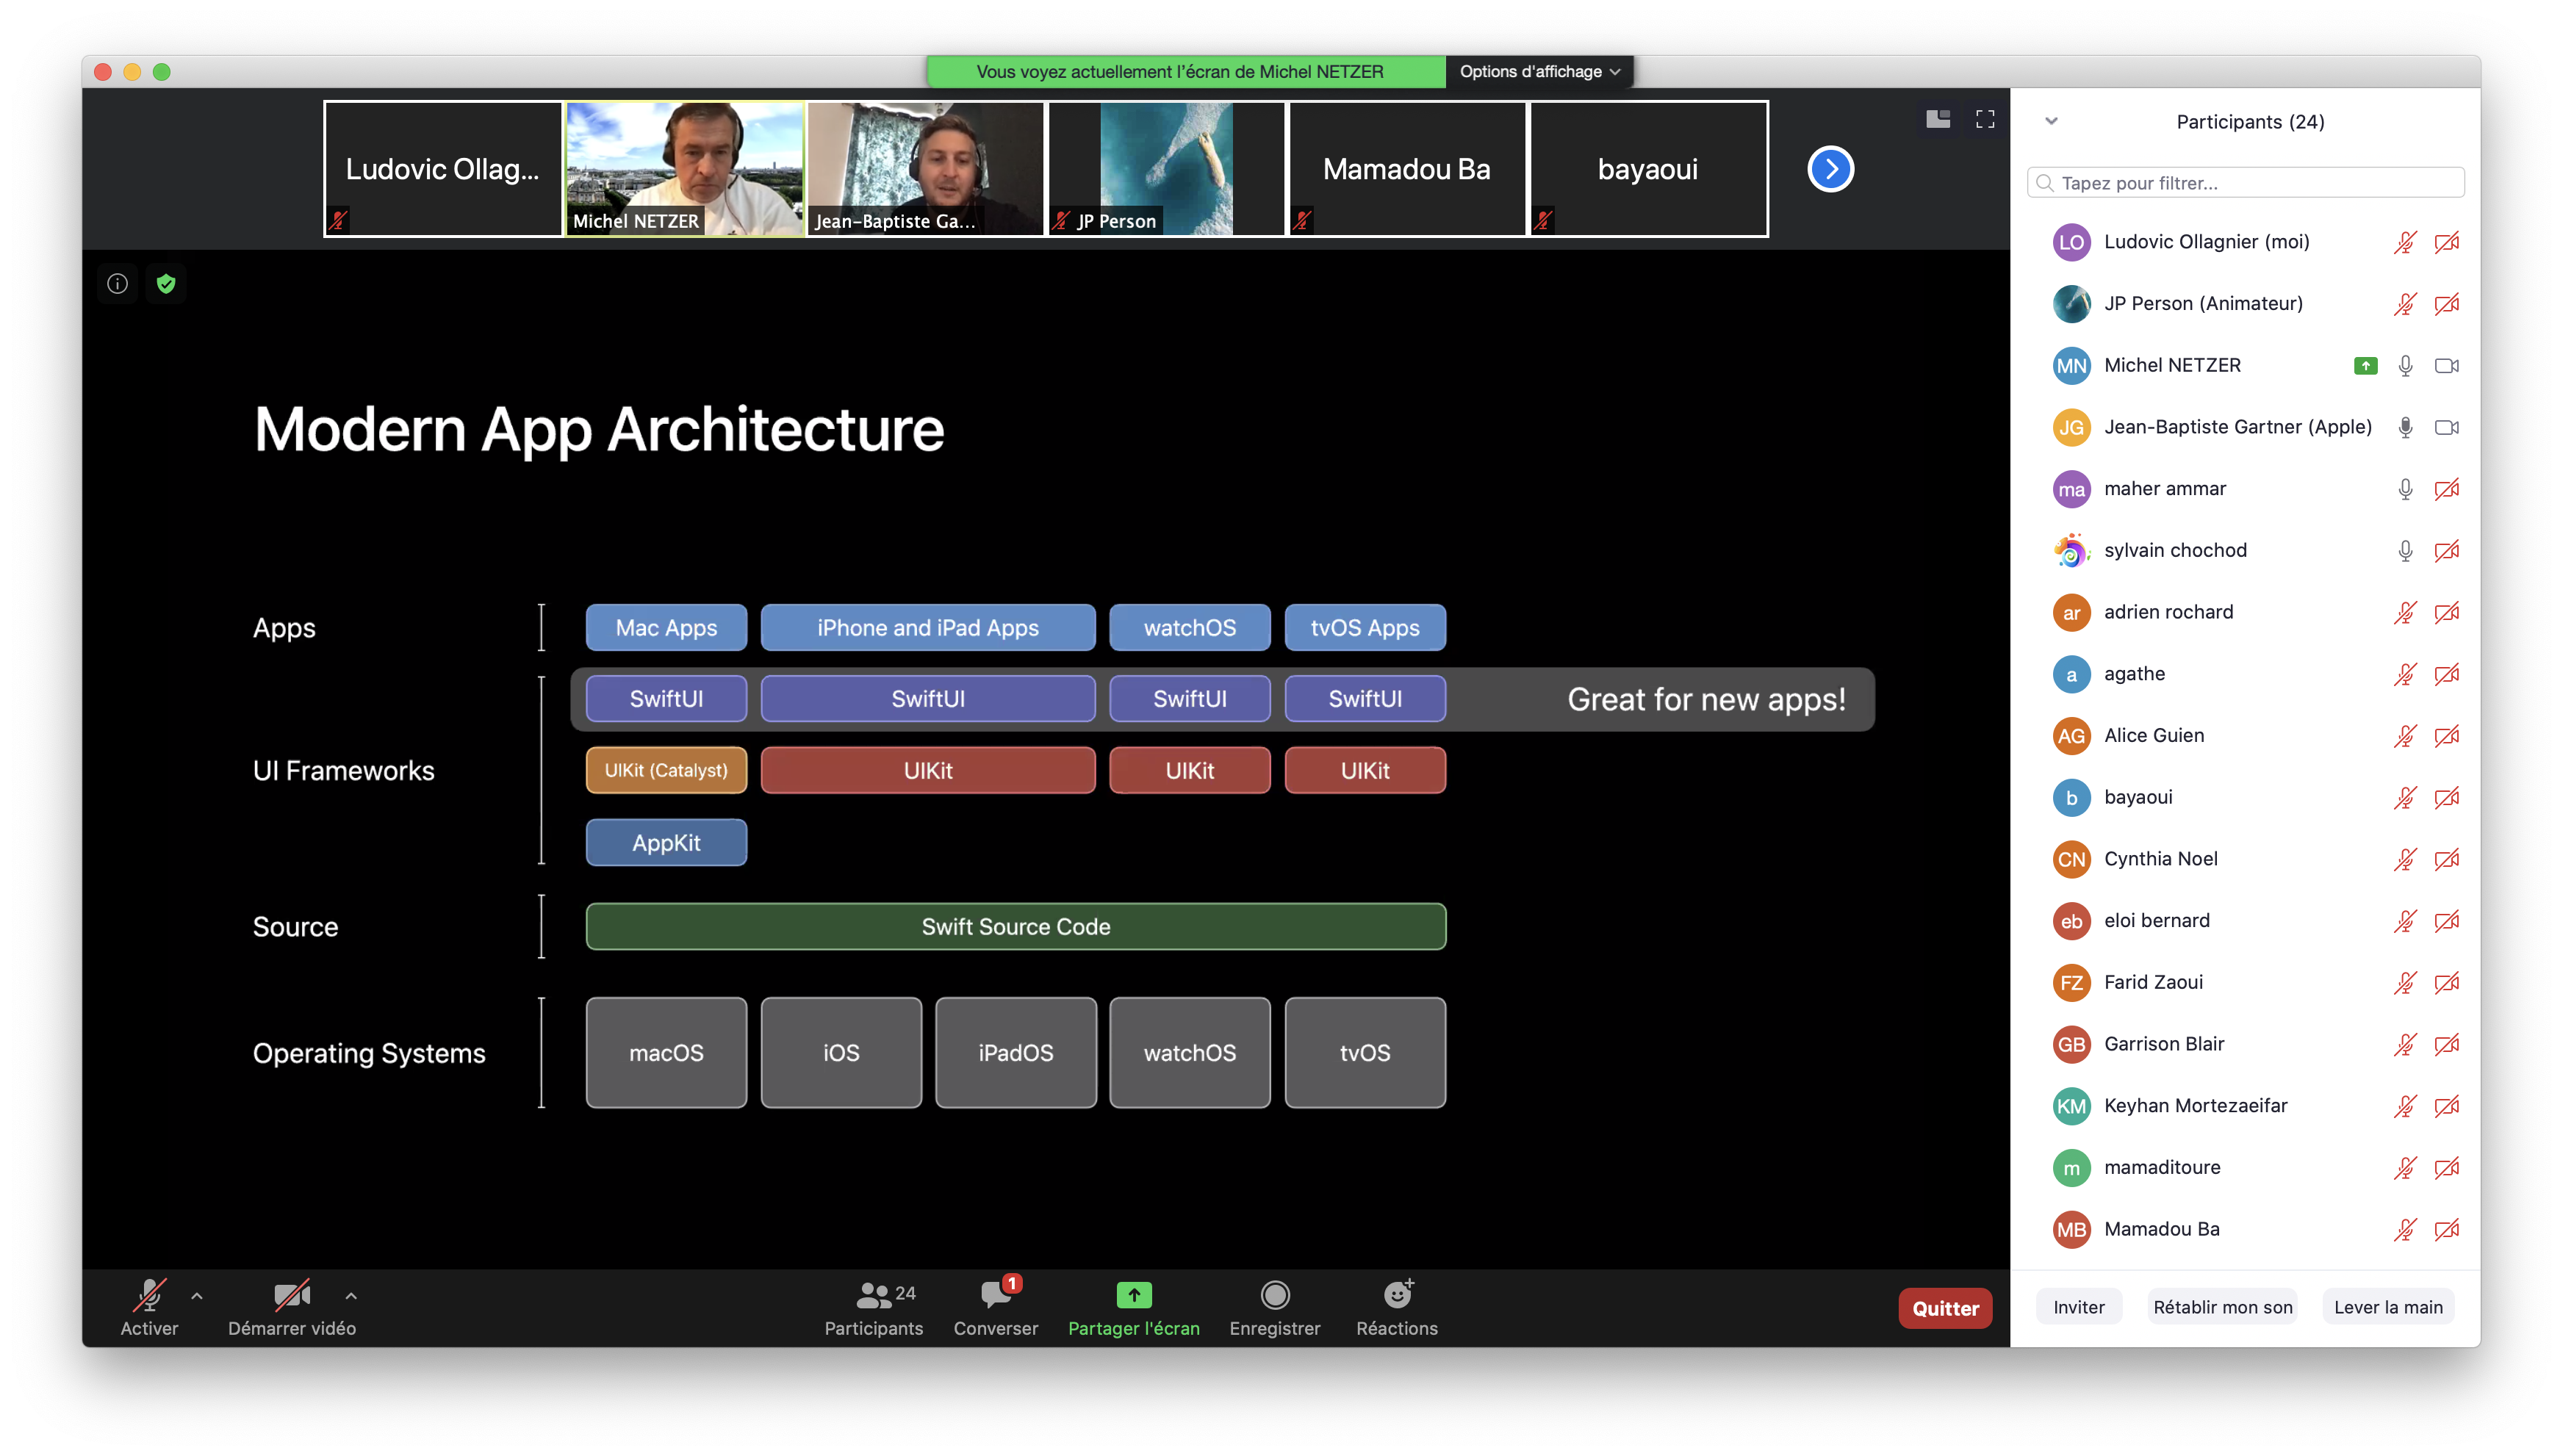 Vous voyez actuellement l'écran de Michel NETZER
Options d'affichage
Ludovic Ollag...
Michel NETZER
Jean-Baptiste Ga...
JP Person
Mamadou Ba
bayaoui
Modern App Architecture
Apps
Mac Apps
iPhone and iPad Apps
watchOS
tvOS Apps
SwiftUI
SwiftUI
SwiftUI
SwiftUI
Great for new apps!
UI Frameworks
UIKit (Catalyst)
UIKit
UIKit
UIKit
AppKit
Source
Swift Source Code
Operating Systems
macOS
iOS
iPadOS
watchOS
tvOS
Activer
Démarrer vidéo
24
Participants
1
Converser
Partager l'écran
Enregistrer
Réactions
Quitter
Participants (24)
Tapez pour filtrer...
LO Ludovic Ollagnier (moi)
JP Person (Animateur)
MN Michel NETZER
JG Jean-Baptiste Gartner (Apple)
ma maher ammar
sylvain chochod
ar adrien rochard
a agathe
AG Alice Guien
b bayaoui
CN Cynthia Noel
eb eloi bernard
FZ Farid Zaoui
GB Garrison Blair
KM Keyhan Mortezaeifar
m mamaditoure
MB Mamadou Ba
Inviter
Rétablir mon son
Lever la main